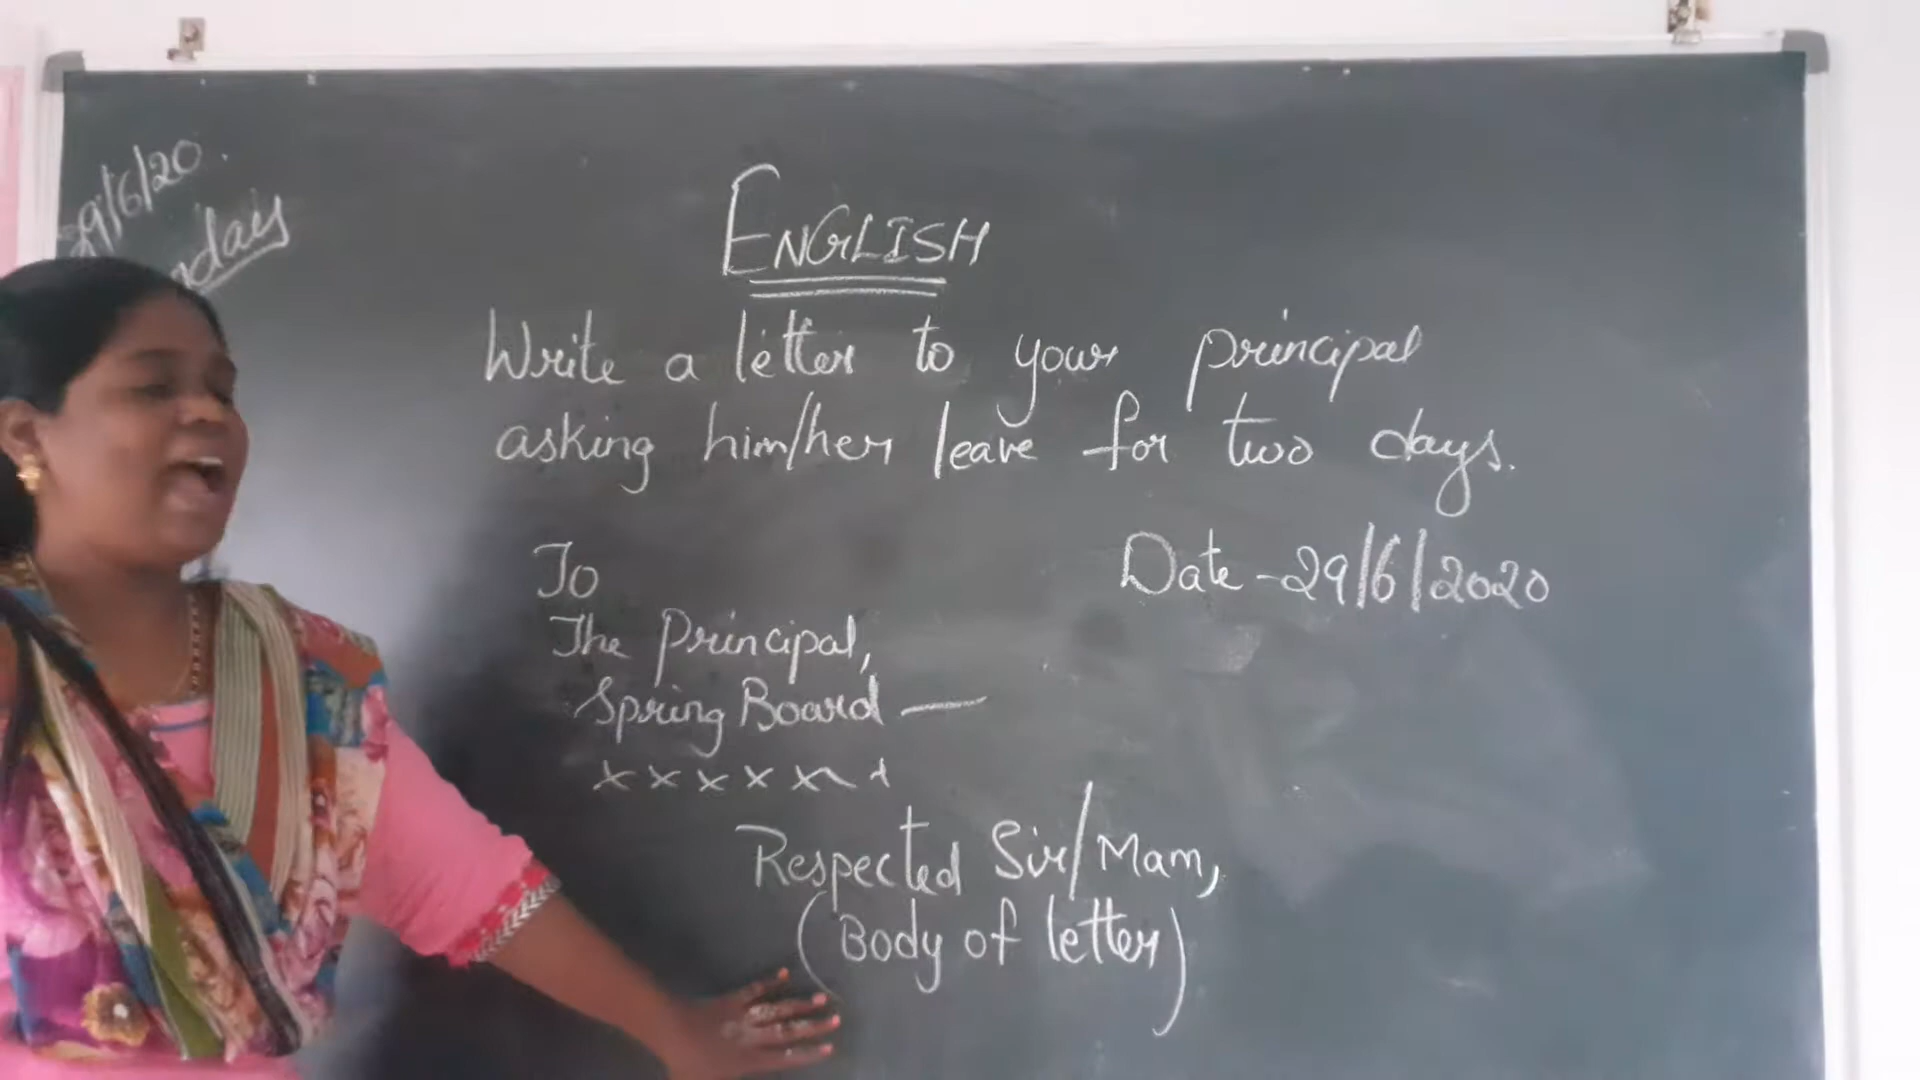 29/6/20.
ENGLISH
Write a letter to your principal
asking him/her leave for two days.
To
Date - 29/6/2020
The Principal,
Spring Board —
x x x x x x
Respected Sir/Mam,
(Body of letter)